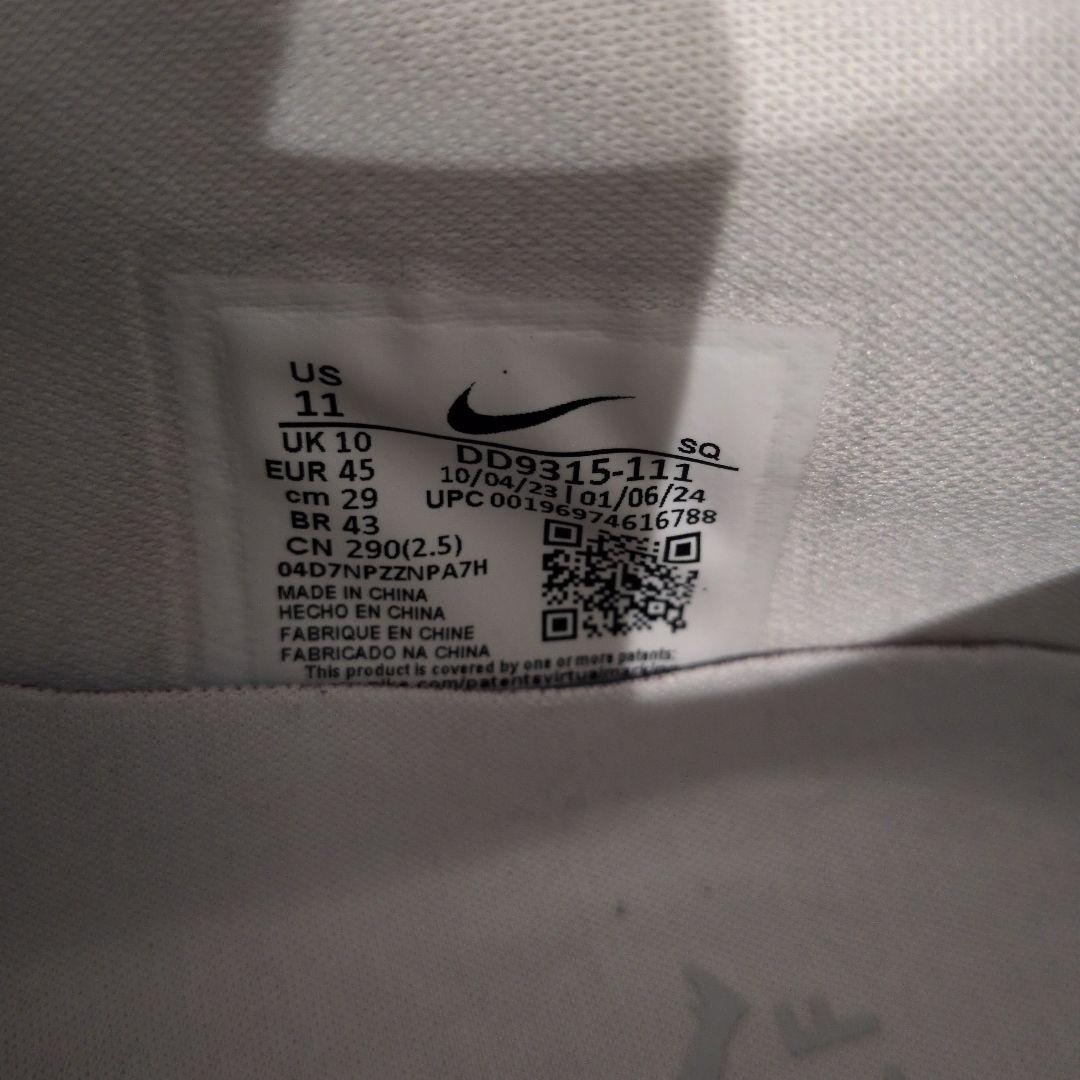 US
11
UK 10
EUR 45
cm 29
BR 43
CN 290(2.5)
04D7NPZZNPA7H
MADE IN CHINA
HECHO EN CHINA
FABRIQUE EN CHINE
FABRICADO NA CHINA
SQ
DD9315-111
10/04/23 | 01/06/24
UPC 00196974616788
This product is covered by one or more patents: